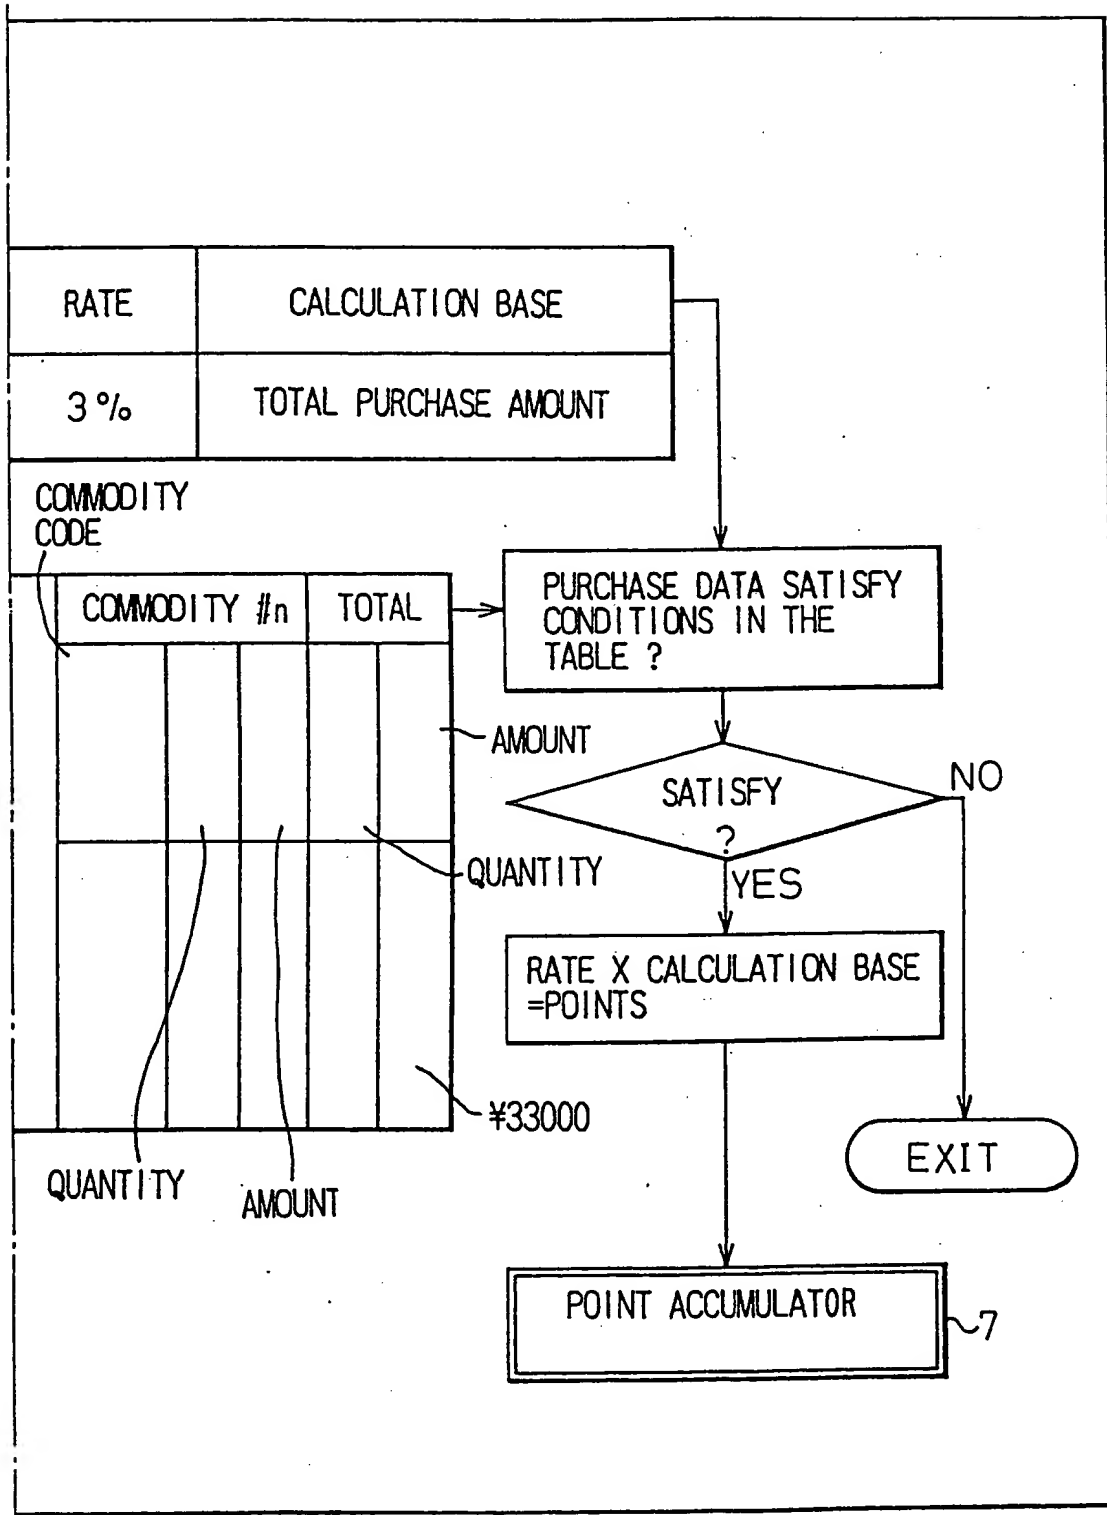 RATE
CALCULATION BASE
3%
TOTAL PURCHASE AMOUNT
COMMODITY
CODE
COMMODITY #n
TOTAL
PURCHASE DATA SATISFY
CONDITIONS IN THE
TABLE ?
AMOUNT
SATISFY
?
NO
QUANTITY
YES
RATE X CALCULATION BASE
=POINTS
¥33000
EXIT
QUANTITY
AMOUNT
POINT ACCUMULATOR
7